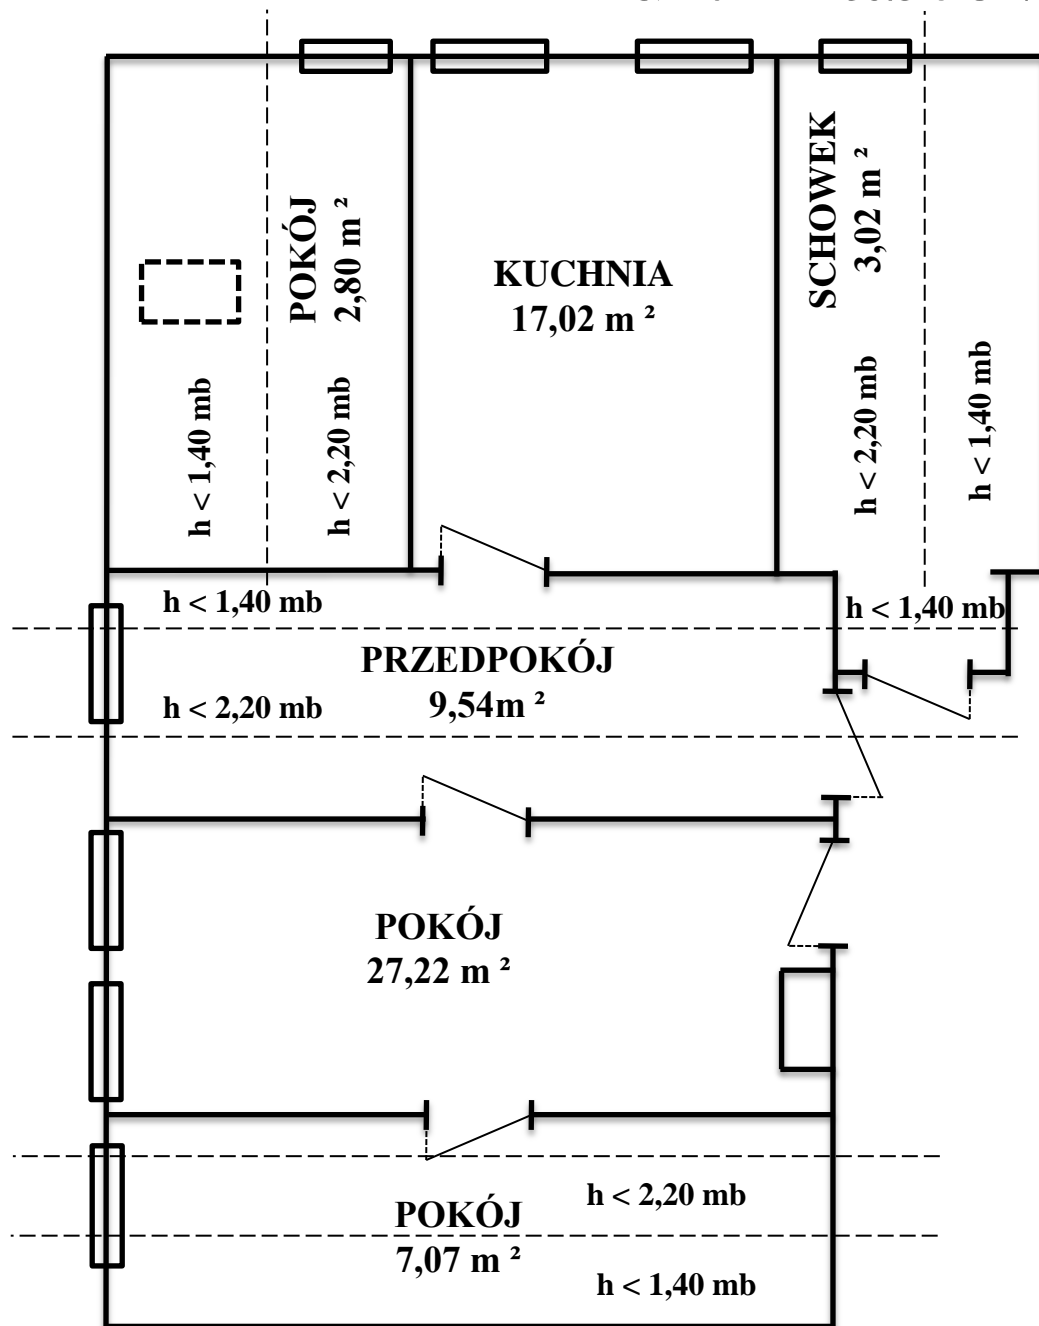 POKÓJ
2,80 m ²
h < 1,40 mb
h < 2,20 mb
KUCHNIA
17,02 m ²
SCHOWEK
3,02 m ²
h < 2,20 mb
h < 1,40 mb
h < 1,40 mb
h < 1,40 mb
PRZEDPOKÓJ
9,54m ²
h < 2,20 mb
POKÓJ
27,22 m ²
h < 2,20 mb
POKÓJ
7,07 m ²
h < 1,40 mb